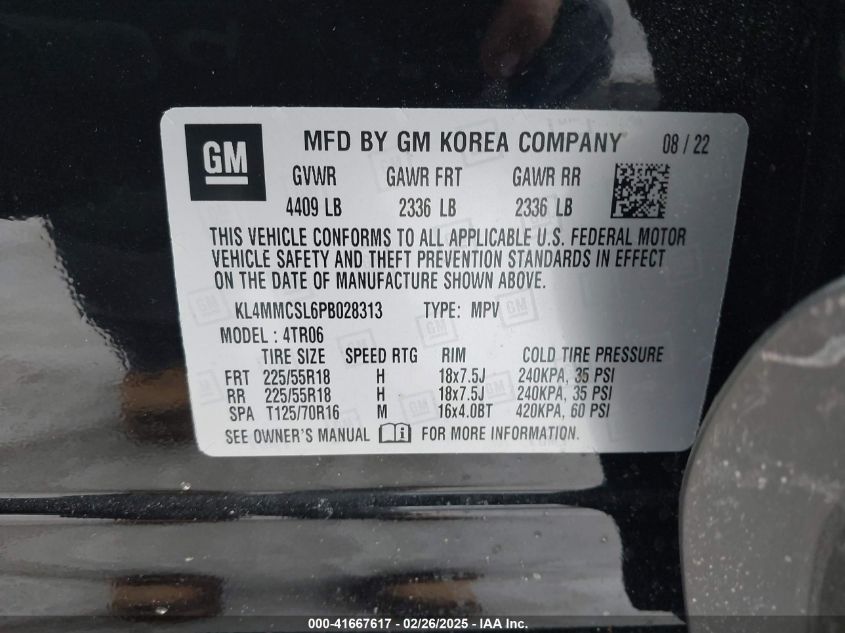 GM MFD BY GM KOREA COMPANY 08 / 22
GVWR GAWR FRT GAWR RR
4409 LB 2336 LB 2336 LB
THIS VEHICLE CONFORMS TO ALL APPLICABLE U.S. FEDERAL MOTOR
VEHICLE SAFETY AND THEFT PREVENTION STANDARDS IN EFFECT
ON THE DATE OF MANUFACTURE SHOWN ABOVE.
KL4MMCSL6PB028313 TYPE: MPV
MODEL : 4TR06
TIRE SIZE SPEED RTG RIM COLD TIRE PRESSURE
FRT 225/55R18 H 18x7.5J 240KPA, 35 PSI
RR 225/55R18 H 18x7.5J 240KPA, 35 PSI
SPA T125/70R16 M 16x4.0BT 420KPA, 60 PSI
SEE OWNER'S MANUAL FOR MORE INFORMATION.
000-41667617 - 02/26/2025 - IAA Inc.